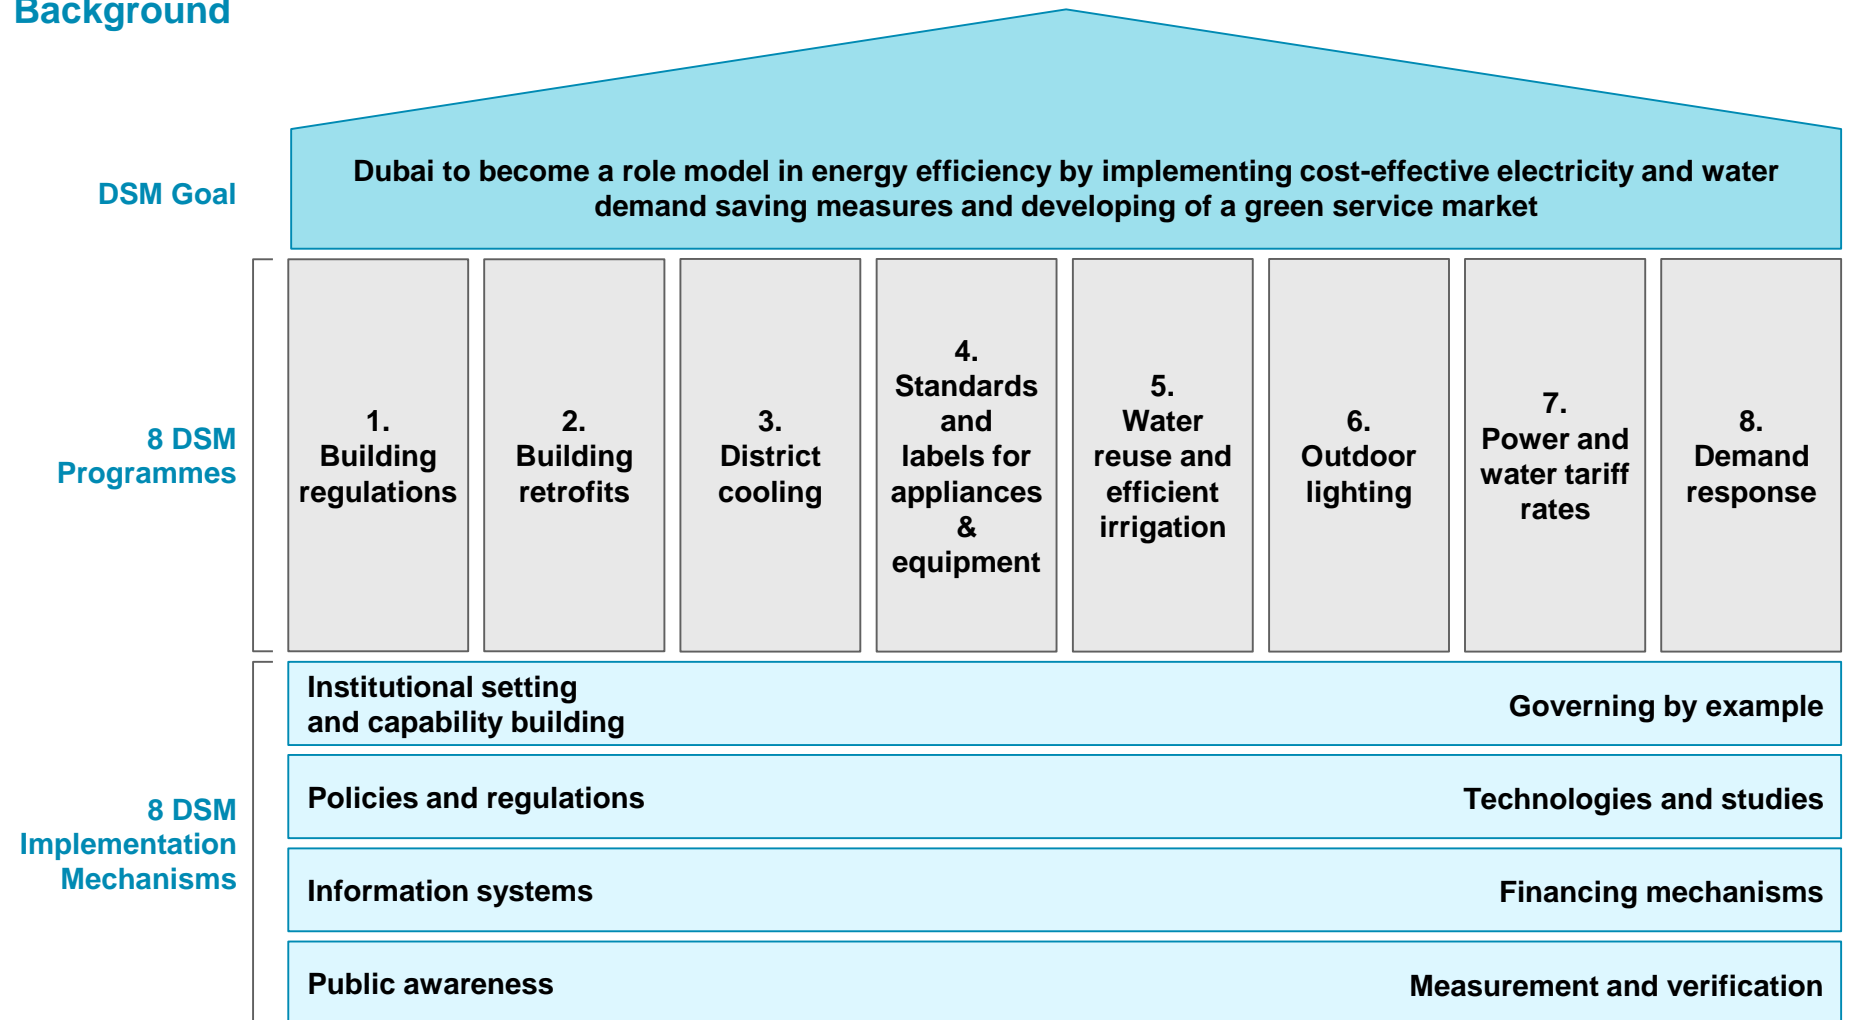 Background
DSM Goal
Dubai to become a role model in energy efficiency by implementing cost-effective electricity and water
demand saving measures and developing of a green service market
8 DSM
Programmes
1.
Building
regulations
2.
Building
retrofits
3.
District
cooling
4.
Standards
and
labels for
appliances
&
equipment
5.
Water
reuse and
efficient
irrigation
6.
Outdoor
lighting
7.
Power and
water tariff
rates
8.
Demand
response
8 DSM
Implementation
Mechanisms
Institutional setting
and capability building
Governing by example
Policies and regulations
Technologies and studies
Information systems
Financing mechanisms
Public awareness
Measurement and verification